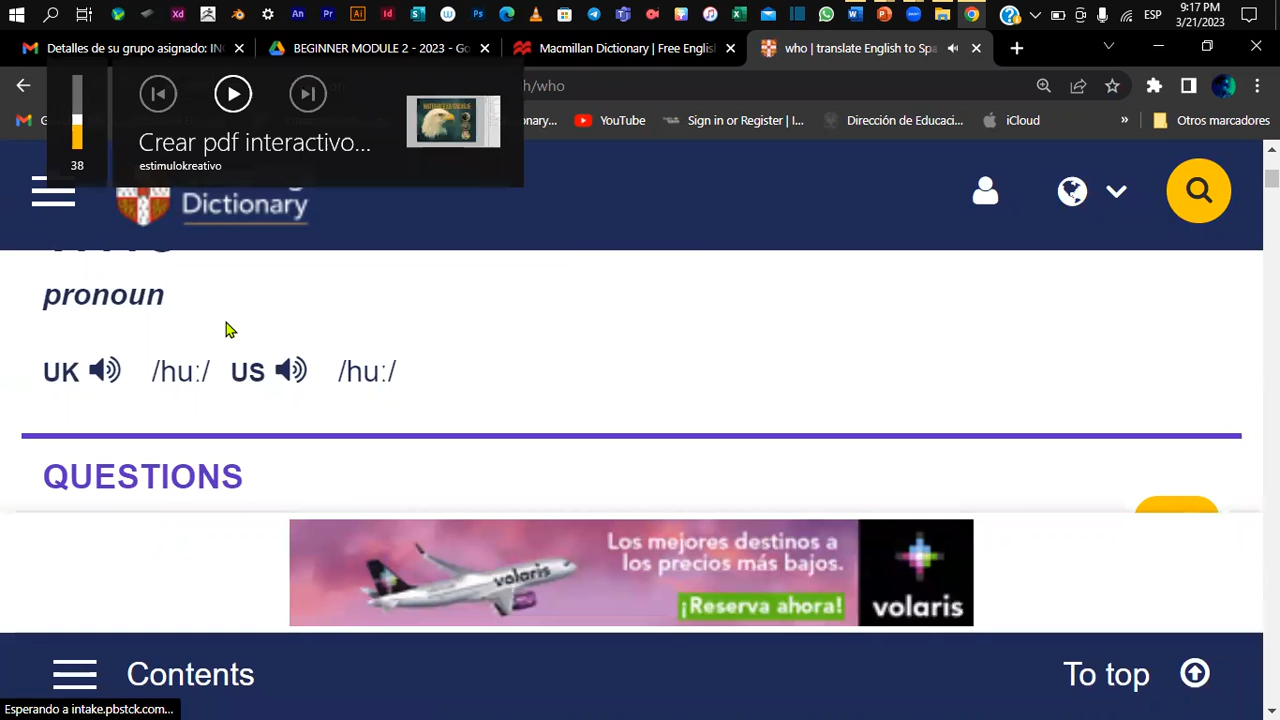 ESP
9:17 PM
3/21/2023
Detalles de su grupo asignado: IN
BEGINNER MODULE 2 - 2023 - Go
Macmillan Dictionary | Free Engli
who | translate English to Spa
h/who
38
Crear pdf interactivo...
estimulokreativo
onary...
YouTube
Sign in or Register | I...
Dirección de Educaci...
iCloud
»
Otros marcadores
Dictionary
pronoun
UK /huː/ US /huː/
QUESTIONS
Los mejores destinos a
los precios más bajos.
volaris
¡Reserva ahora!
volaris
Contents
To top
Esperando a intake.pbstck.com...